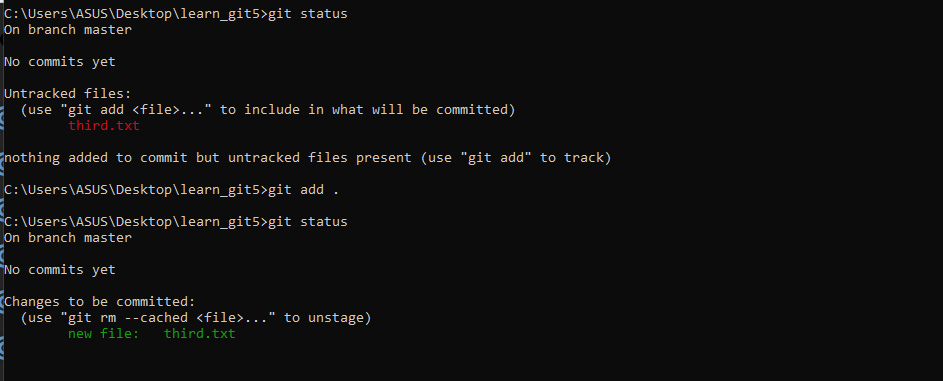 C:\Users\ASUS\Desktop\learn_git5>git status
On branch master
No commits yet
Untracked files:
(use "git add <file>..." to include in what will be committed)
third.txt
nothing added to commit but untracked files present (use "git add" to track)
C:\Users\ASUS\Desktop\learn_git5>git add .
C:\Users\ASUS\Desktop\learn_git5>git status
On branch master
No commits yet
Changes to be committed:
(use "git rm --cached <file>..." to unstage)
new file:   third.txt